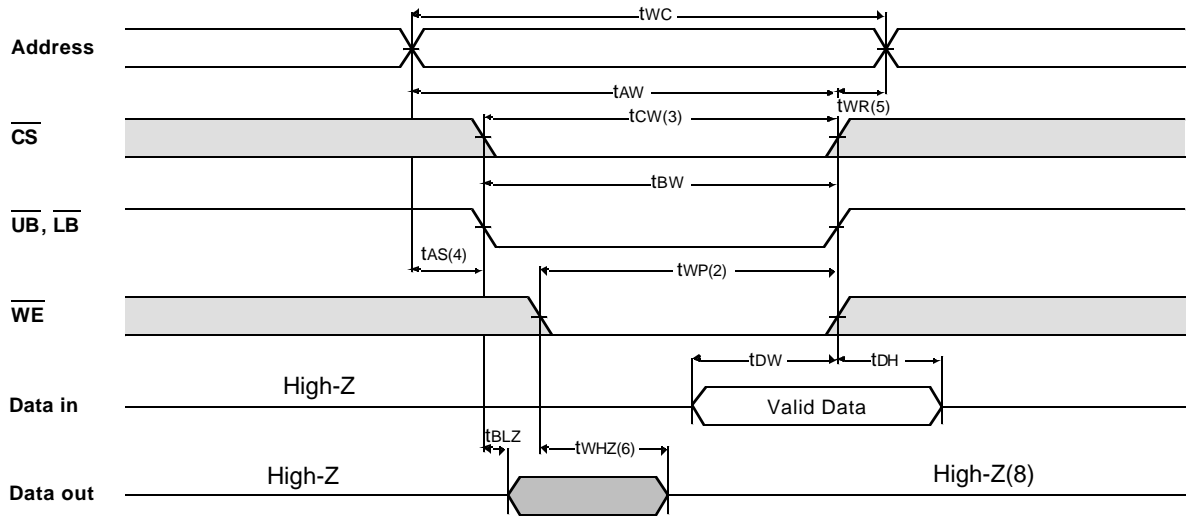 tWC
Address
tAW
tWR(5)
tCW(3)
CS
tBW
UB, LB
tAS(4)
tWP(2)
WE
tDW
tDH
High-Z
Data in
Valid Data
tBLZ
tWHZ(6)
High-Z
High-Z(8)
Data out